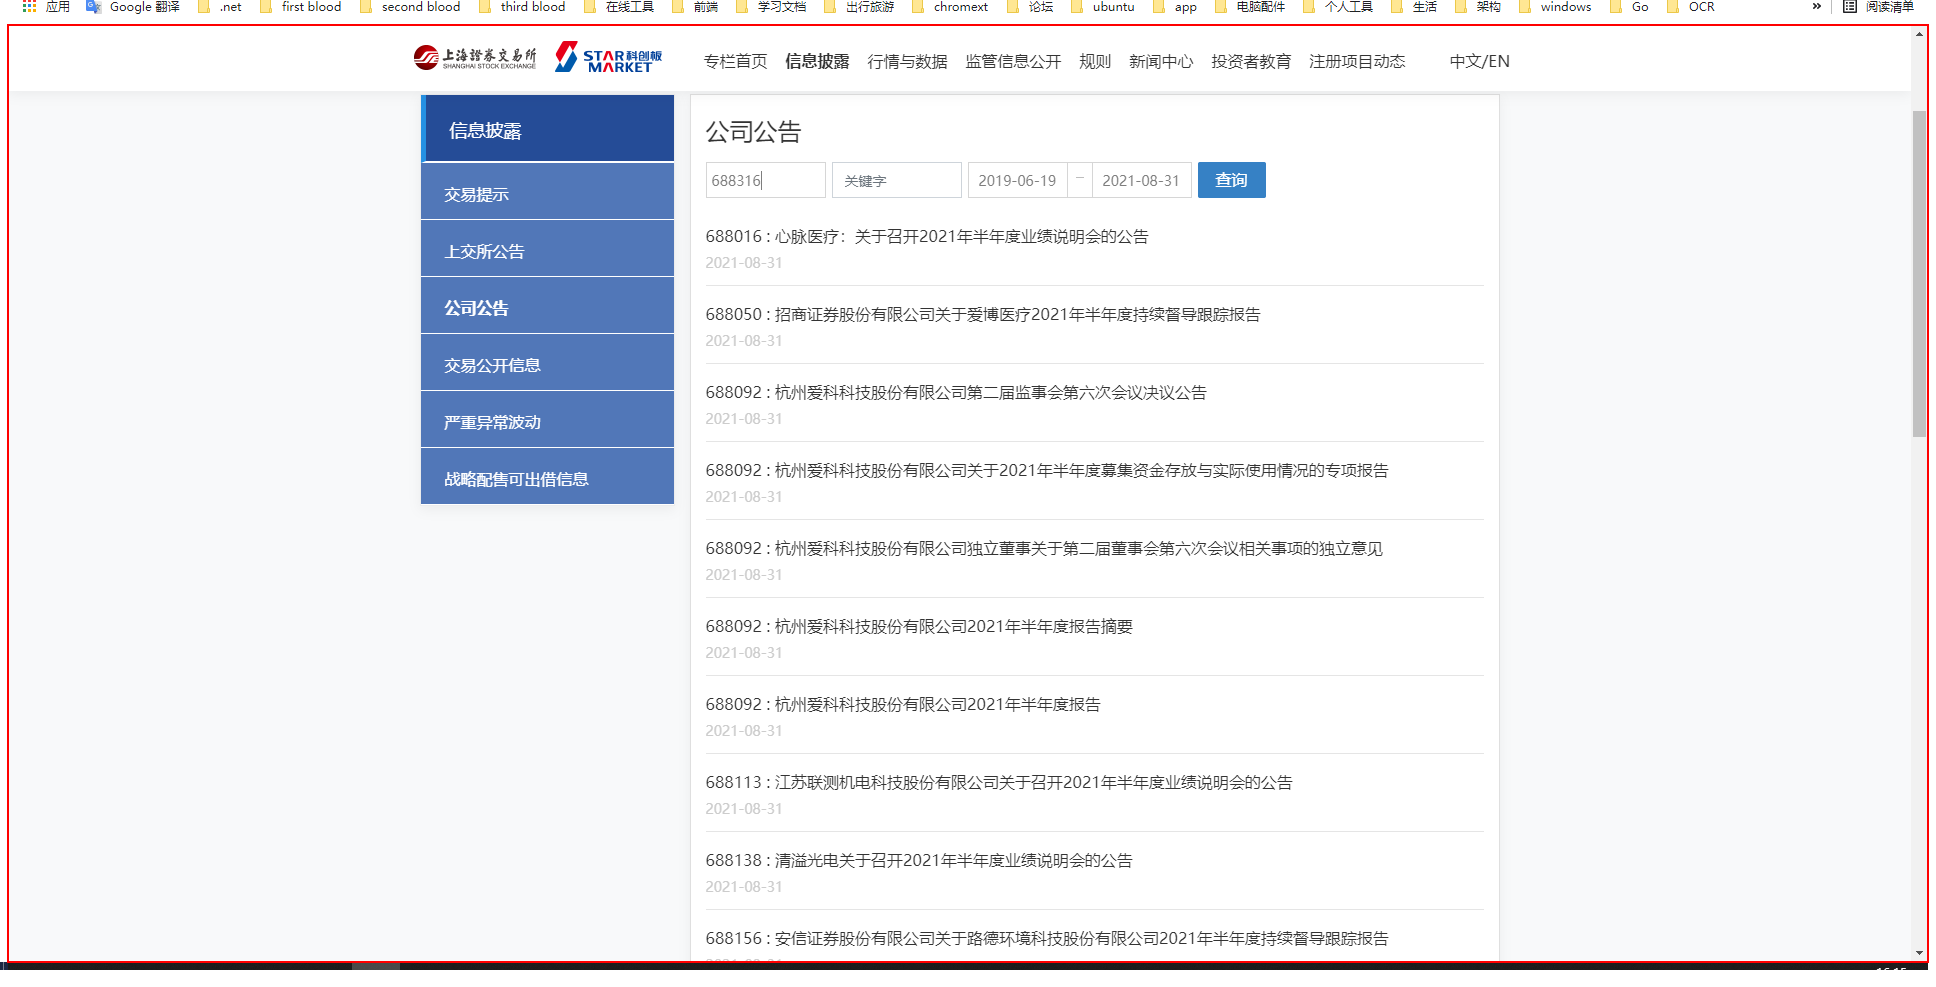 应用 Google 翻译 .net first blood second blood third blood 在线工具 前端 学习文档 出行旅游 chromext 论坛 ubuntu app 电脑配件 个人工具 生活 架构 windows Go OCR » 阅读清单
上海證券交易所 SHANGHAI STOCK EXCHANGE STAR科创板 MARKET 专栏首页 信息披露 行情与数据 监管信息公开 规则 新闻中心 投资者教育 注册项目动态 中文/EN
信息披露
交易提示
上交所公告
公司公告
交易公开信息
严重异常波动
战略配售可出借信息
公司公告
688316 关键字 2019-06-19 – 2021-08-31 查询
688016 : 心脉医疗：关于召开2021年半年度业绩说明会的公告
2021-08-31
688050 : 招商证券股份有限公司关于爱博医疗2021年半年度持续督导跟踪报告
2021-08-31
688092 : 杭州爱科科技股份有限公司第二届监事会第六次会议决议公告
2021-08-31
688092 : 杭州爱科科技股份有限公司关于2021年半年度募集资金存放与实际使用情况的专项报告
2021-08-31
688092 : 杭州爱科科技股份有限公司独立董事关于第二届董事会第六次会议相关事项的独立意见
2021-08-31
688092 : 杭州爱科科技股份有限公司2021年半年度报告摘要
2021-08-31
688092 : 杭州爱科科技股份有限公司2021年半年度报告
2021-08-31
688113 : 江苏联测机电科技股份有限公司关于召开2021年半年度业绩说明会的公告
2021-08-31
688138 : 清溢光电关于召开2021年半年度业绩说明会的公告
2021-08-31
688156 : 安信证券股份有限公司关于路德环境科技股份有限公司2021年半年度持续督导跟踪报告